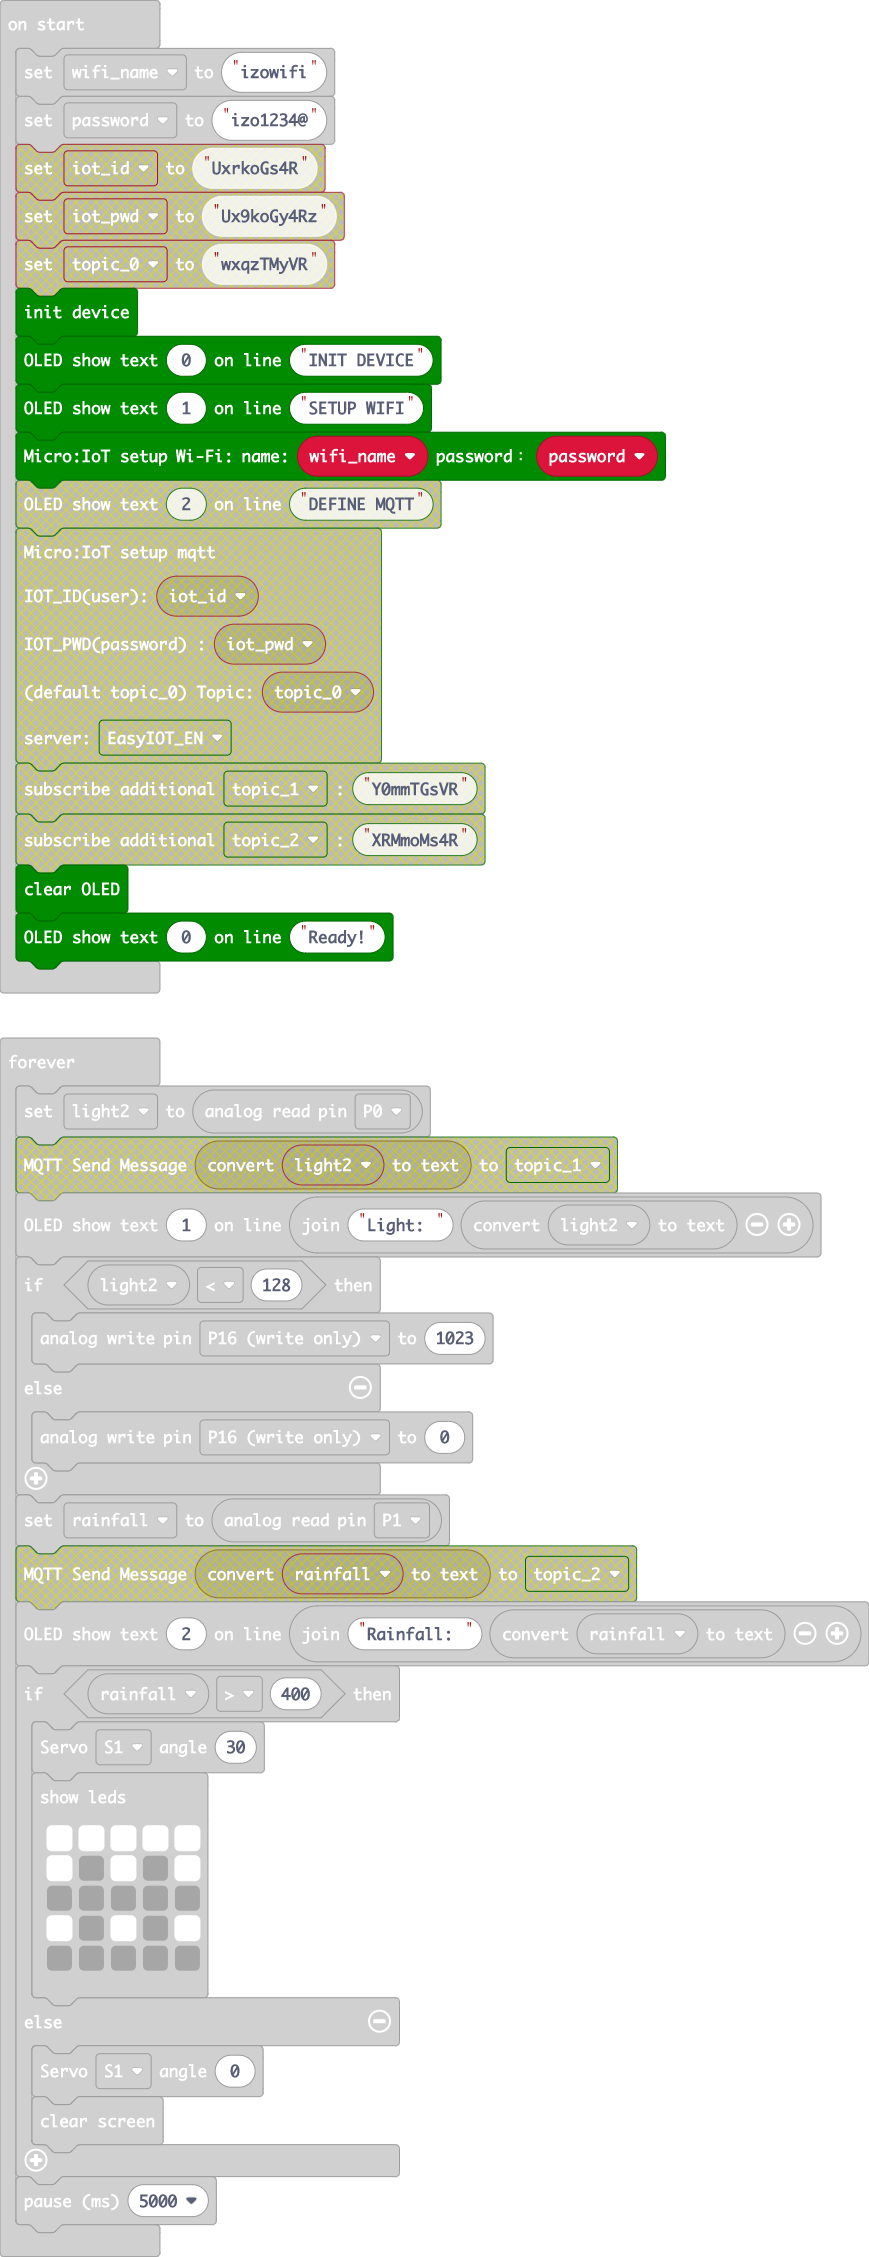 on start
set wifi_name to "izowifi"
set password to "izo1234@"
set iot_id to "UxrkoGs4R"
set iot_pwd to "Ux9koGy4Rz"
set topic_0 to "wxqzTMyVR"
init device
OLED show text 0 on line "INIT DEVICE"
OLED show text 1 on line "SETUP WIFI"
Micro:IoT setup Wi-Fi: name: wifi_name password: password
OLED show text 2 on line "DEFINE MQTT"
Micro:IoT setup mqtt
IOT_ID(user): iot_id
IOT_PWD(password) : iot_pwd
(default topic_0) Topic: topic_0
server: EasyIOT_EN
subscribe additional topic_1 : "Y0mmTGsVR"
subscribe additional topic_2 : "XRMmoMs4R"
clear OLED
OLED show text 0 on line "Ready!"
forever
set light2 to analog read pin P0
MQTT Send Message convert light2 to text to topic_1
OLED show text 1 on line join "Light: " convert light2 to text
if light2 < 128 then
analog write pin P16 (write only) to 1023
else
analog write pin P16 (write only) to 0
set rainfall to analog read pin P1
MQTT Send Message convert rainfall to text to topic_2
OLED show text 2 on line join "Rainfall: " convert rainfall to text
if rainfall > 400 then
Servo S1 angle 30
show leds
else
Servo S1 angle 0
clear screen
pause (ms) 5000